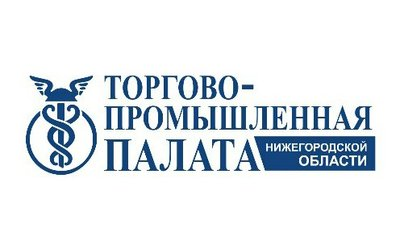 ТОРГОВО-
ПРОМЫШЛЕННАЯ
ПАЛАТА
НИЖЕГОРОДСКОЙ
ОБЛАСТИ